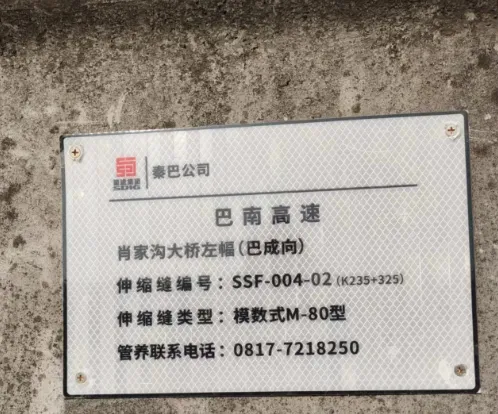 秦巴公司
巴南高速
肖家沟大桥左幅(巴成向)
伸缩缝编号：SSF-004-02 (K235+325)
伸缩缝类型：模数式M-80型
管养联系电话：0817-7218250